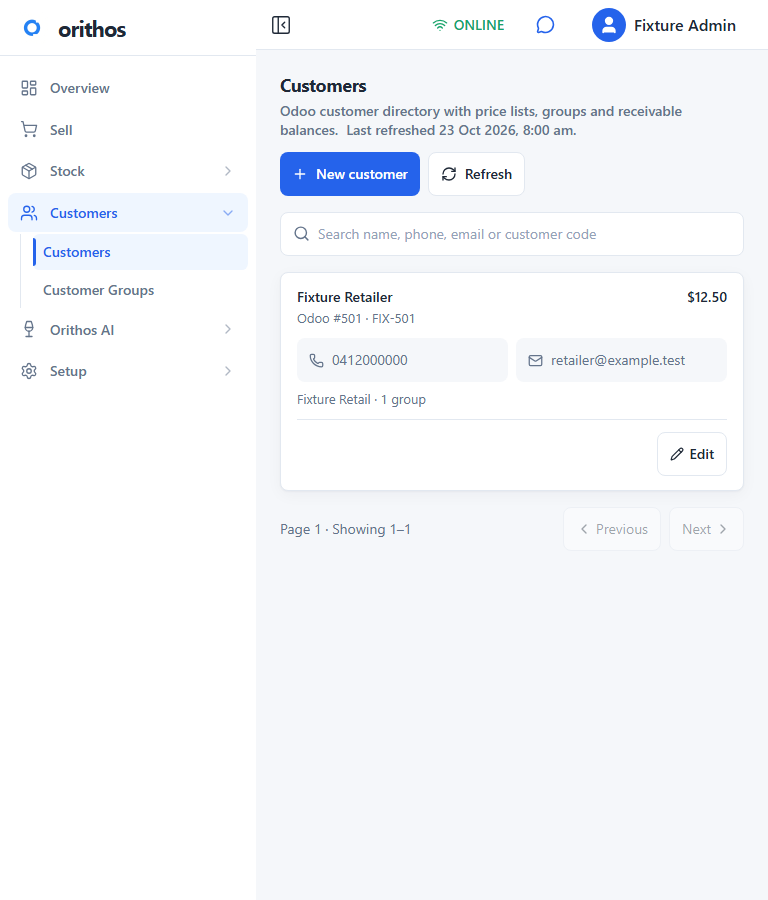 orithos
ONLINE
Fixture Admin
Overview
Sell
Stock
Customers
Customers
Customer Groups
Orithos AI
Setup
Customers
Odoo customer directory with price lists, groups and receivable
balances. Last refreshed 23 Oct 2026, 8:00 am.
New customer
Refresh
Search name, phone, email or customer code
Fixture Retailer
$12.50
Odoo #501 · FIX-501
0412000000
retailer@example.test
Fixture Retail · 1 group
Edit
Page 1 · Showing 1–1
Previous
Next